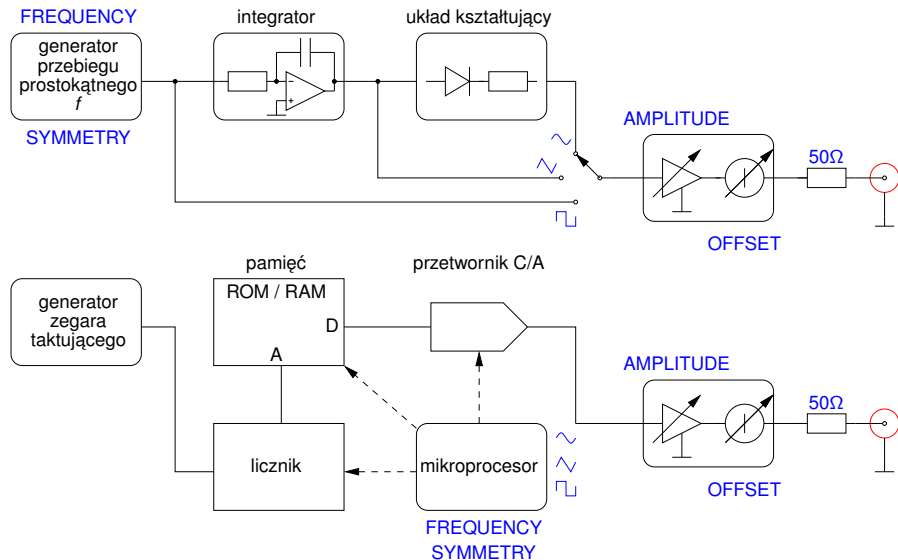 FREQUENCY
integrator
układ kształtujący
generator
przebiegu
prostokątnego
f
SYMMETRY
- +
AMPLITUDE
50Ω
OFFSET
pamięć
przetwornik C/A
generator
zegara
taktującego
ROM / RAM
D
A
AMPLITUDE
50Ω
licznik
mikroprocesor
OFFSET
FREQUENCY
SYMMETRY